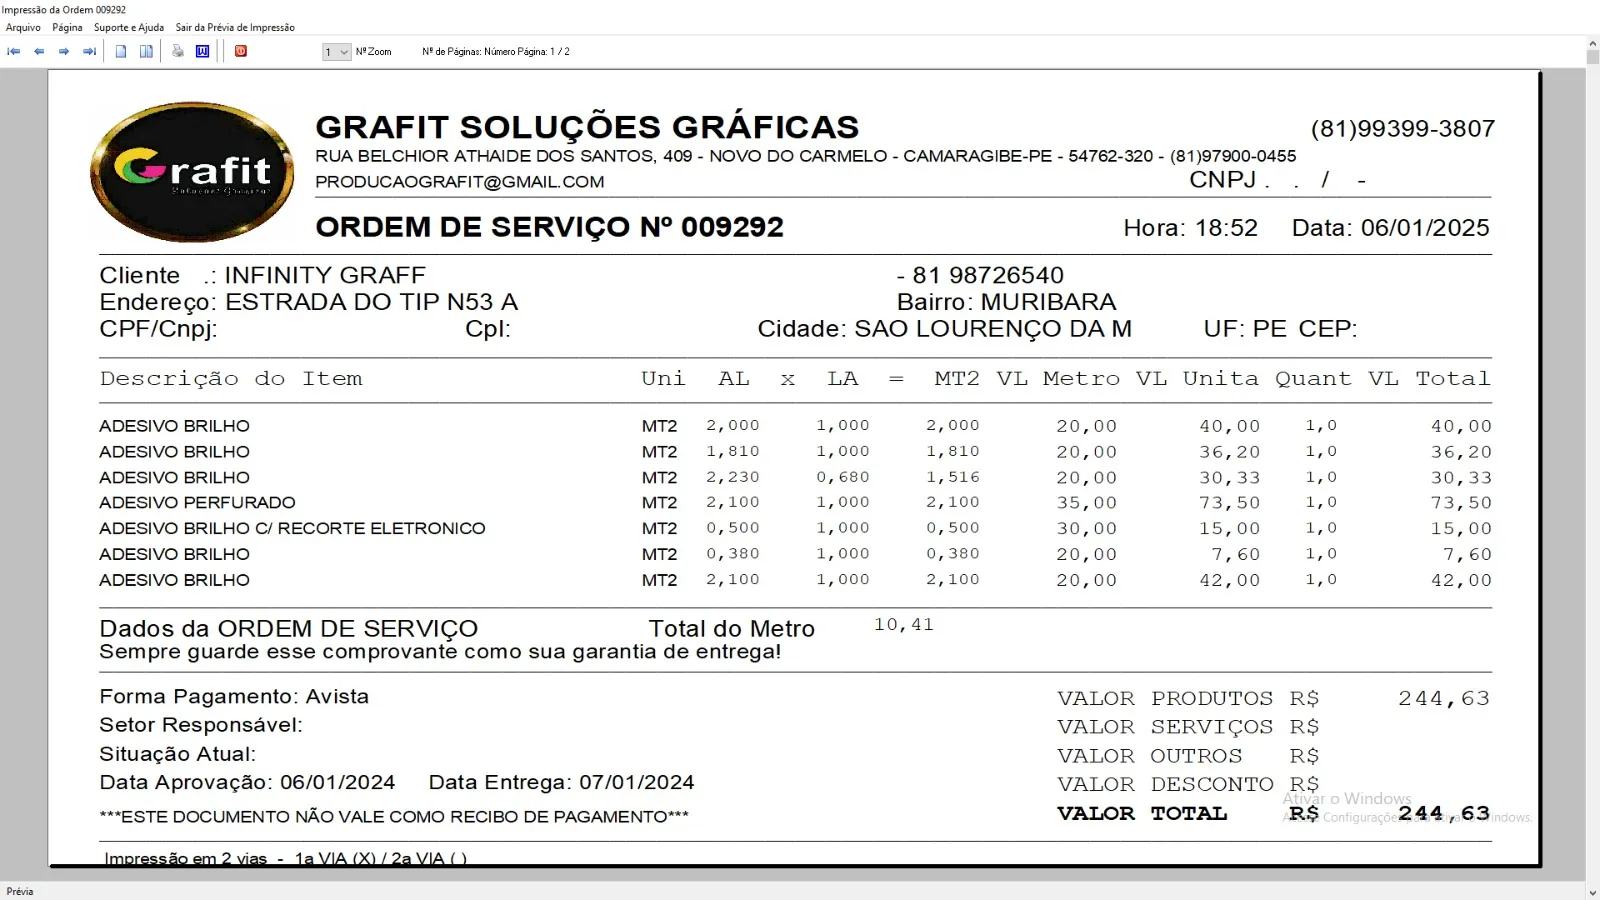 Impressão da Ordem 009292
Arquivo Página Suporte e Ajuda Sair da Prévia de Impressão
1 Nº Zoom Nº de Páginas: Número Página: 1 / 2
Grafit
GRAFIT SOLUÇÕES GRÁFICAS (81)99399-3807
RUA BELCHIOR ATHAIDE DOS SANTOS, 409 - NOVO DO CARMELO - CAMARAGIBE-PE - 54762-320 - (81)97900-0455
PRODUCAOGRAFIT@GMAIL.COM CNPJ . . / -
ORDEM DE SERVIÇO Nº 009292 Hora: 18:52 Data: 06/01/2025
Cliente .: INFINITY GRAFF - 81 98726540
Endereço: ESTRADA DO TIP N53 A Bairro: MURIBARA
CPF/Cnpj: Cpl: Cidade: SAO LOURENÇO DA M UF: PE CEP:
Descrição do Item Uni AL x LA = MT2 VL Metro VL Unita Quant VL Total
ADESIVO BRILHO MT2 2,000 1,000 2,000 20,00 40,00 1,0 40,00
ADESIVO BRILHO MT2 1,810 1,000 1,810 20,00 36,20 1,0 36,20
ADESIVO BRILHO MT2 2,230 0,680 1,516 20,00 30,33 1,0 30,33
ADESIVO PERFURADO MT2 2,100 1,000 2,100 35,00 73,50 1,0 73,50
ADESIVO BRILHO C/ RECORTE ELETRONICO MT2 0,500 1,000 0,500 30,00 15,00 1,0 15,00
ADESIVO BRILHO MT2 0,380 1,000 0,380 20,00 7,60 1,0 7,60
ADESIVO BRILHO MT2 2,100 1,000 2,100 20,00 42,00 1,0 42,00
Dados da ORDEM DE SERVIÇO Total do Metro 10,41
Sempre guarde esse comprovante como sua garantia de entrega!
Forma Pagamento: Avista VALOR PRODUTOS R$ 244,63
Setor Responsável: VALOR SERVIÇOS R$
Situação Atual: VALOR OUTROS R$
Data Aprovação: 06/01/2024 Data Entrega: 07/01/2024 VALOR DESCONTO R$
Ativar o Windows
***ESTE DOCUMENTO NÃO VALE COMO RECIBO DE PAGAMENTO*** VALOR TOTAL R$ 244,63
Impressão em 2 vias - 1a VIA (X) / 2a VIA ( )
Prévia